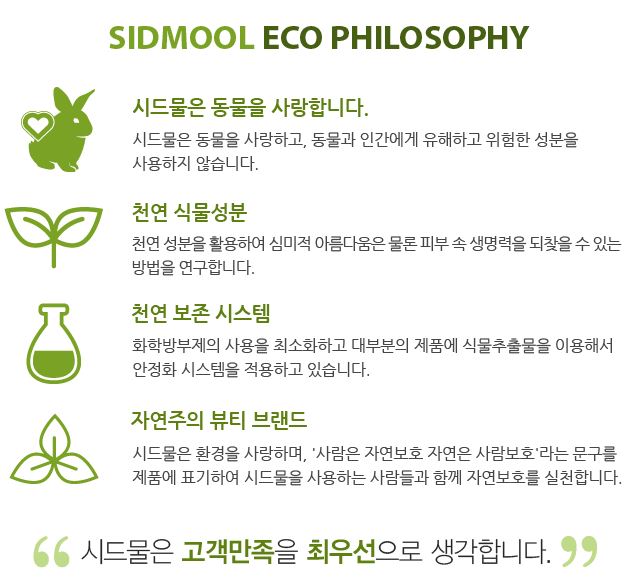 SIDMOOL ECO PHILOSOPHY
시드물은 동물을 사랑합니다.
시드물은 동물을 사랑하고, 동물과 인간에게 유해하고 위험한 성분을
사용하지 않습니다.
천연 식물성분
천연 성분을 활용하여 심미적 아름다움은 물론 피부 속 생명력을 되찾을 수 있는
방법을 연구합니다.
천연 보존 시스템
화학방부제의 사용을 최소화하고 대부분의 제품에 식물추출물을 이용해서
안정화 시스템을 적용하고 있습니다.
자연주의 뷰티 브랜드
시드물은 환경을 사랑하며, '사람은 자연보호 자연은 사람보호'라는 문구를
제품에 표기하여 시드물을 사용하는 사람들과 함께 자연보호를 실천합니다.
“ 시드물은 고객만족을 최우선으로 생각합니다. ”